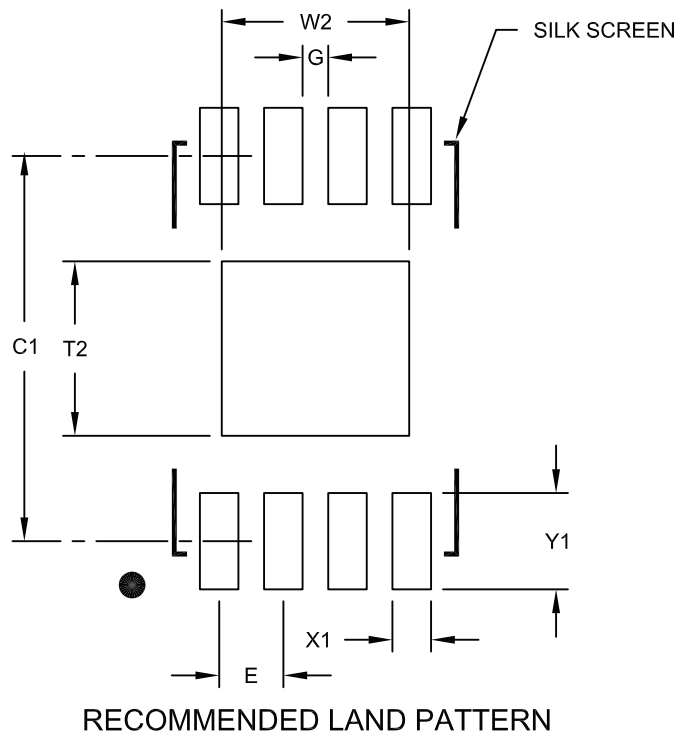 W2
G
SILK SCREEN
C1
T2
Y1
X1
E
RECOMMENDED LAND PATTERN